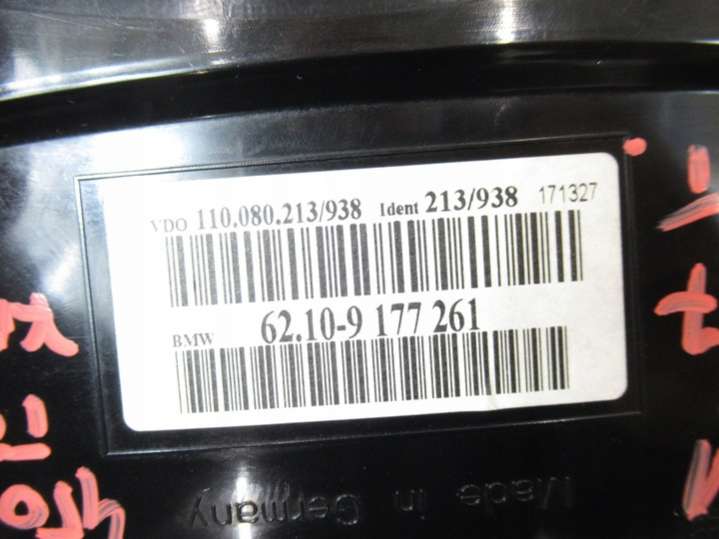 VDO 110.080.213/938 Ident 213/938 171327
BMW 62.10-9 177 261
Made in Germany